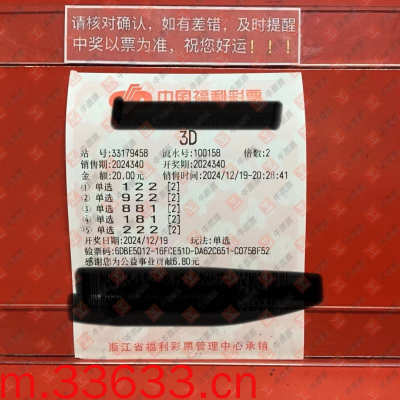 请核对确认，如有差错，及时提醒
中奖以票为准，祝您好运！！！
中国福利彩票
3D
站 号:33179458 流水号:100158 倍数:2
销售期:2024340 开奖期:2024340
金 额:20.00元 销售时间:2024/12/19-20:28:41
① 单选 1 2 2 [2]
② 单选 9 2 2 [2]
③ 单选 8 8 1 [2]
④ 单选 1 8 1 [2]
⑤ 单选 2 2 2 [2]
开奖日期:2024/12/19 玩法:单选
验票码:6DBE5012-16FCE51D-DA62C651-C075BF52
感谢您为公益事业贡献6.80元
浙江省福利彩票管理中心承销
m.33633.cn